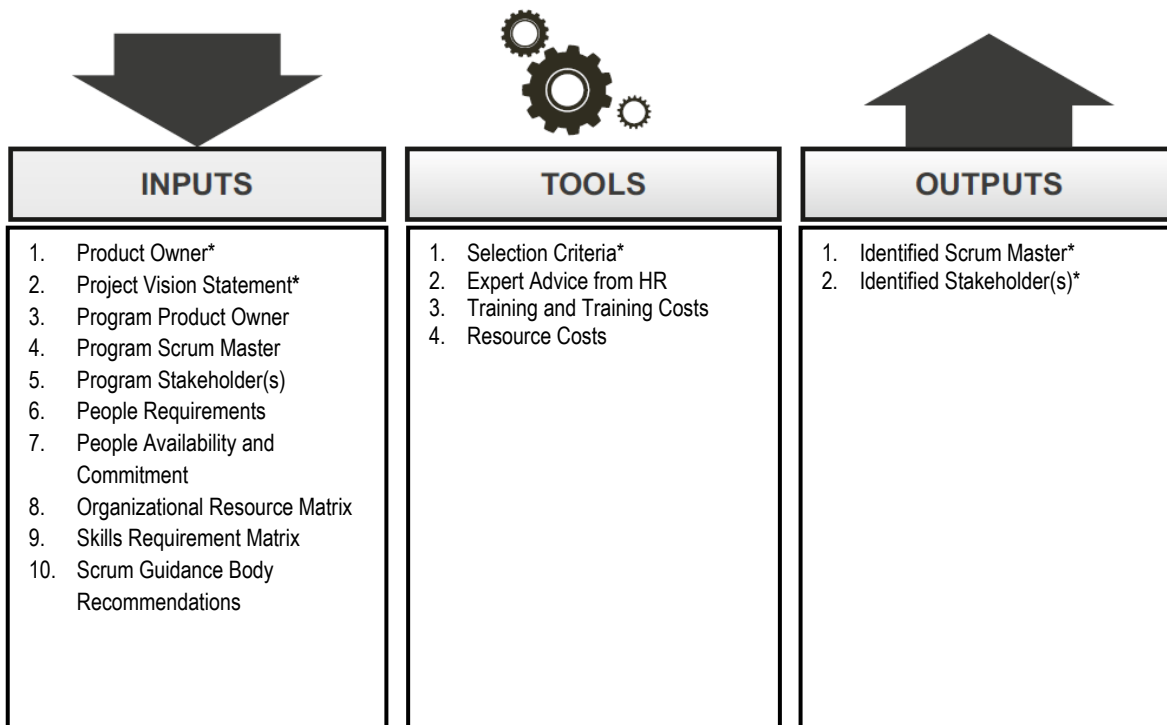 INPUTS
1. Product Owner*
2. Project Vision Statement*
3. Program Product Owner
4. Program Scrum Master
5. Program Stakeholder(s)
6. People Requirements
7. People Availability and
Commitment
8. Organizational Resource Matrix
9. Skills Requirement Matrix
10. Scrum Guidance Body
Recommendations
TOOLS
1. Selection Criteria*
2. Expert Advice from HR
3. Training and Training Costs
4. Resource Costs
OUTPUTS
1. Identified Scrum Master*
2. Identified Stakeholder(s)*